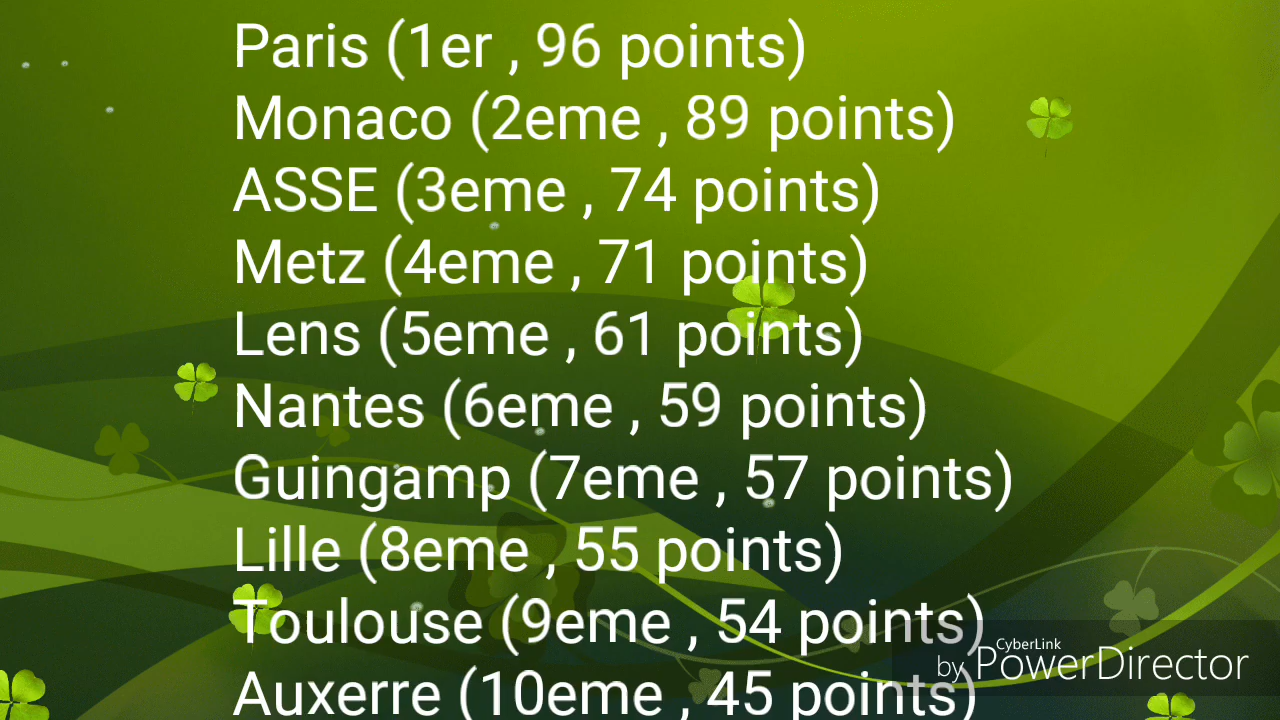 Paris (1er , 96 points)
Monaco (2eme , 89 points)
ASSE (3eme , 74 points)
Metz (4eme , 71 points)
Lens (5eme , 61 points)
Nantes (6eme , 59 points)
Guingamp (7eme , 57 points)
Lille (8eme , 55 points)
Toulouse (9eme , 54 points)
Auxerre (10eme , 45 points)
CyberLink
by PowerDirector